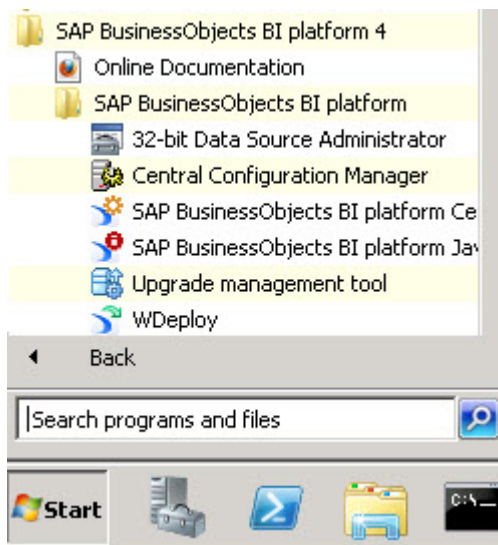 SAP BusinessObjects BI platform 4
Online Documentation
SAP BusinessObjects BI platform
32-bit Data Source Administrator
Central Configuration Manager
SAP BusinessObjects BI platform Ce
SAP BusinessObjects BI platform Jav
Upgrade management tool
WDeploy
Back
Search programs and files
Start
C:\_